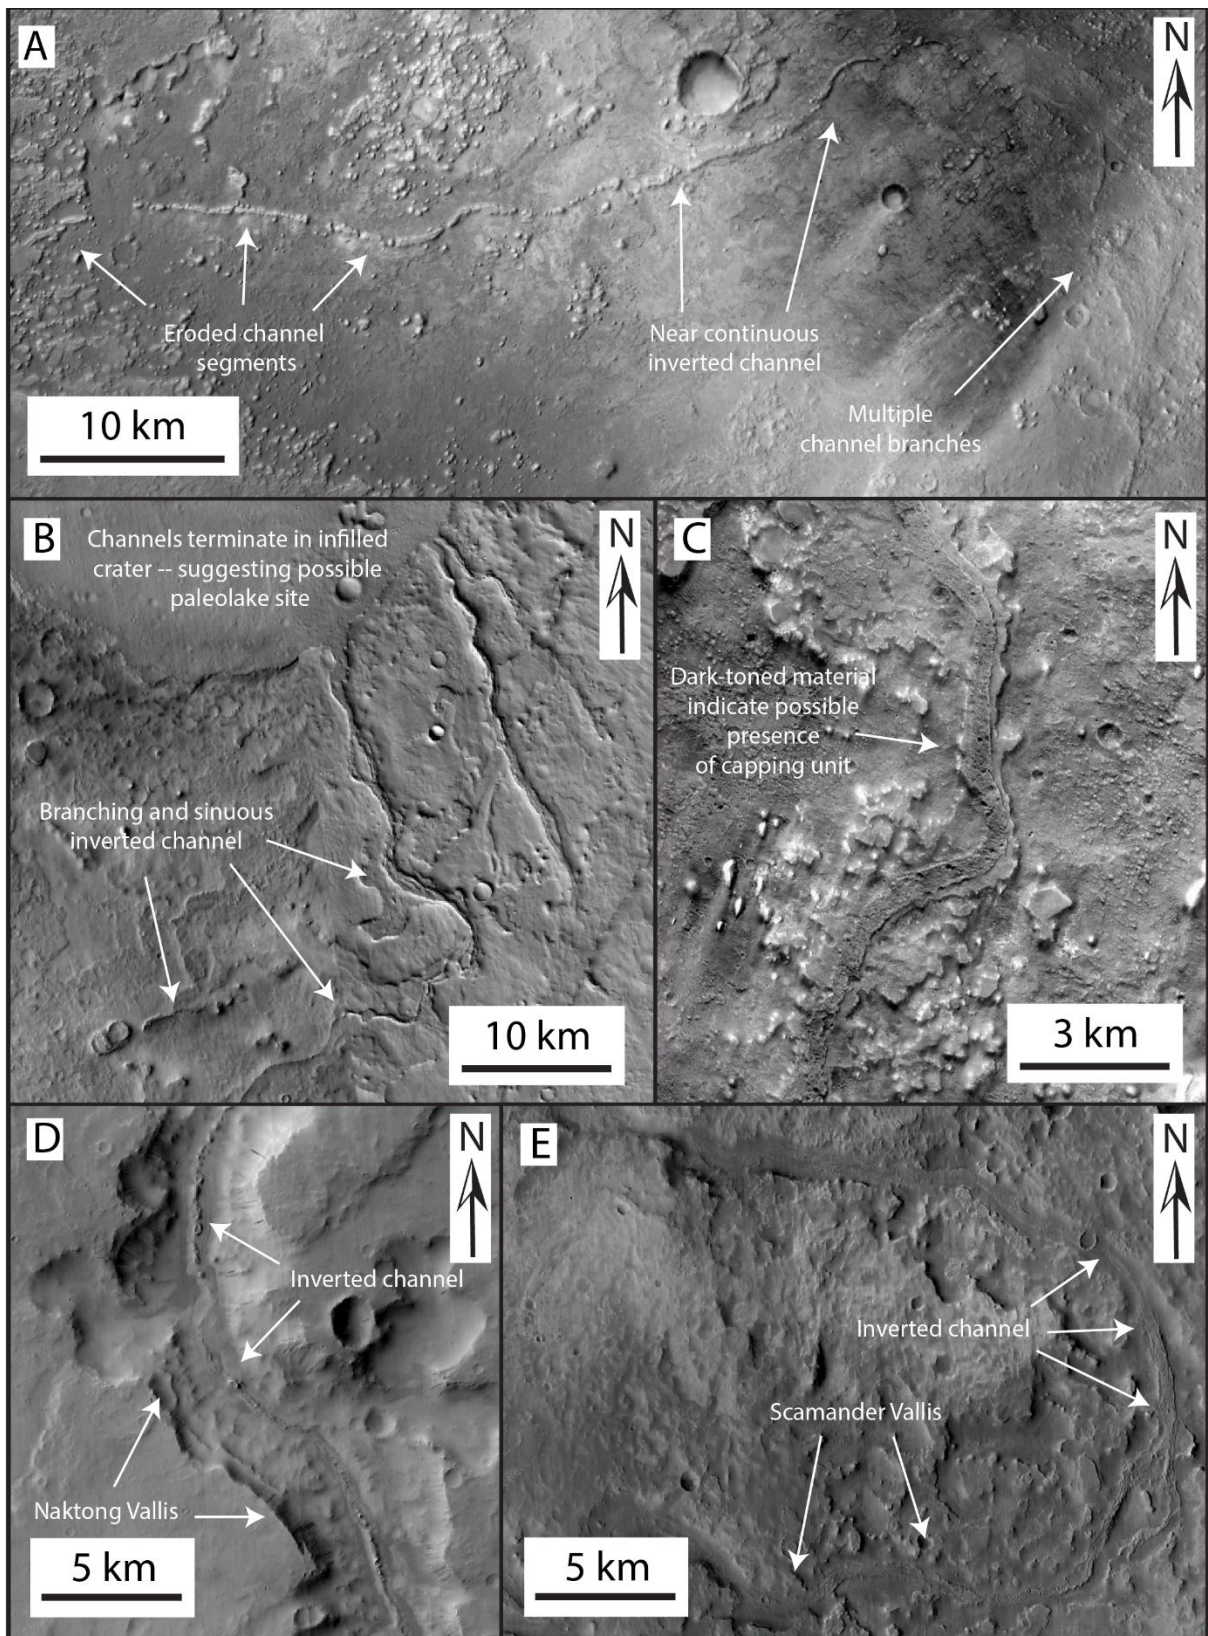 A
N
Eroded channel
segments
Near continuous
inverted channel
Multiple
channel branches
10 km
B
Channels terminate in infilled
crater -- suggesting possible
paleolake site
N
Branching and sinuous
inverted channel
10 km
C
N
Dark-toned material
indicate possible
presence
of capping unit
3 km
D
N
Inverted channel
Naktong Vallis
5 km
E
N
Inverted channel
Scamander Vallis
5 km